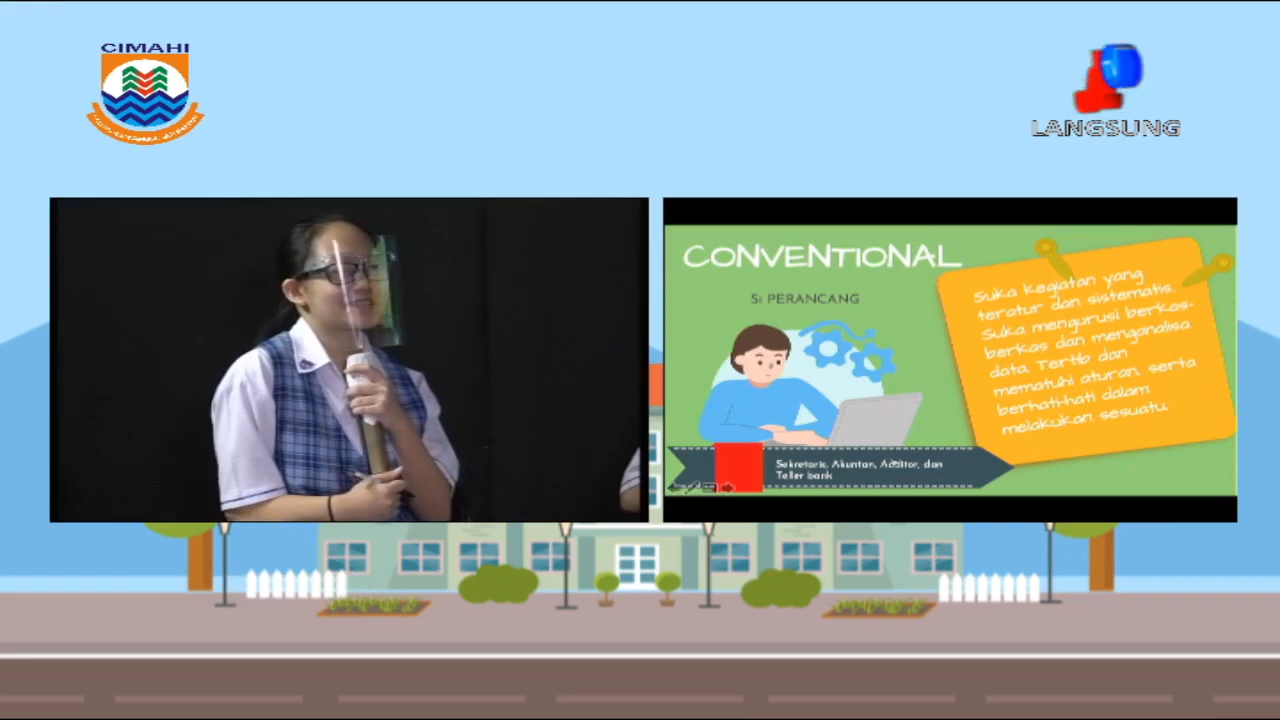 CIMAHI
LANGSUNG
CONVENTIONAL
Si PERANCANG
Suka kegiatan yang
teratur dan sistematis.
Suka mengurusi berkas-
berkas dan menganalisa
data. Tertib dan
mematuhi aturan, serta
berhati-hati dalam
melakukan sesuatu.
Sekretaris, Akuntan, Auditor, dan
Teller bank